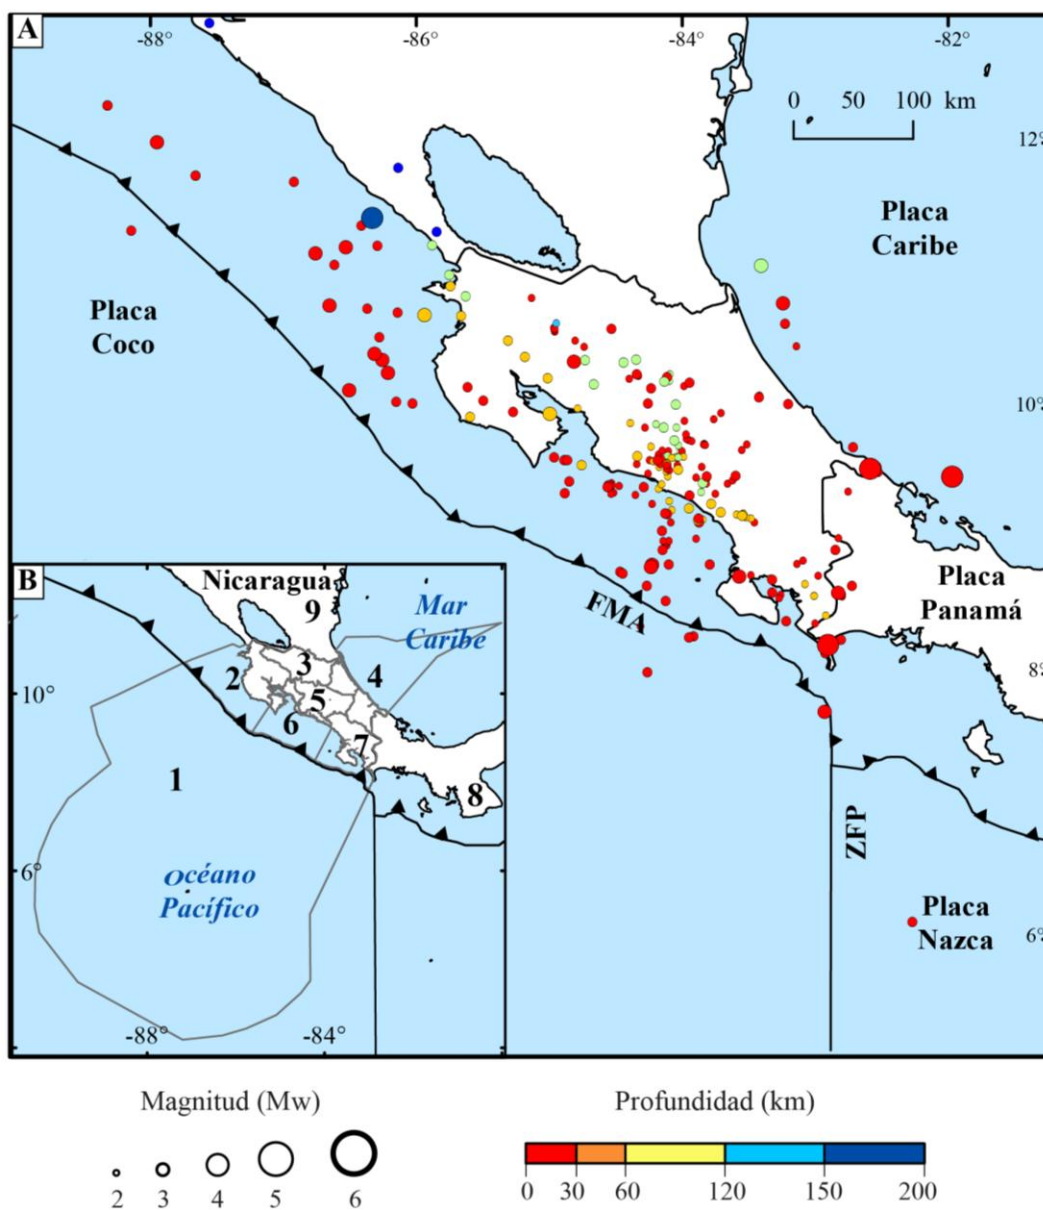 A
-88°
-86°
-84°
-82°
0 50 100 km
12°
Placa
Caribe
Placa
Coco
10°
Placa
Panamá
FMA
8°
ZFP
Placa
Nazca
6°
B
Nicaragua
9
Mar
Caribe
2
3
4
5
6
7
8
10°
1
6°
Océano
Pacífico
-88°
-84°
Magnitud (Mw)
2 3 4 5 6
Profundidad (km)
0 30 60 120 150 200